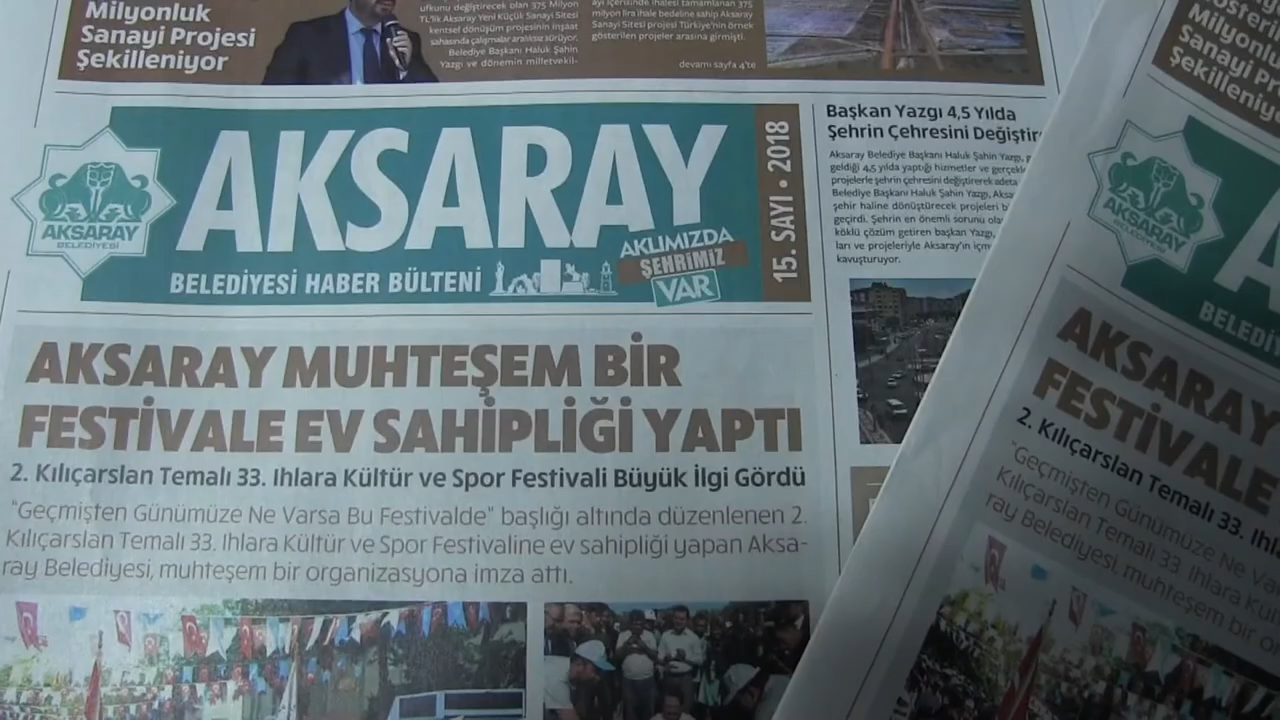 Milyonluk
Sanayi Projesi
Şekilleniyor
ufkunu değiştirecek olan 375 Milyon
TL'lik Aksaray Yeni Küçük Sanayi Sitesi
kentsel dönüşüm projesinin inşaat
sahasında çalışmalar aralıksız sürüyor.
Belediye Başkanı Haluk Şahin
Yazgı ve dönemin milletvekil-
ayı içerisinde ihalesi tamamlanan 375
milyon lira ihale bedeline sahip Aksaray
Sanayi Sitesi projesi Türkiye'nin örnek
gösterilen projeler arasına girmişti.
devamı sayfa 4'te
AKSARAY
BELEDİYESİ
AKSARAY
BELEDİYESİ HABER BÜLTENİ
AKLIMIZDA
ŞEHRİMİZ
VAR
15. SAYI • 2018
Başkan Yazgı 4,5 Yılda
Şehrin Çehresini Değiştir
Aksaray Belediye Başkanı Haluk Şahin Yazgı, g
geldiği 4,5 yılda yaptığı hizmetler ve gerçekle
projelerle şehrin çehresini değiştirerek adeta
Belediye Başkanı Haluk Şahin Yazgı, Aksa
şehir haline dönüştürecek projeleri b
geçirdi. Şehrin en önemli sorunu ola
köklü çözüm getiren başkan Yazgı,
ları ve projeleriyle Aksaray'ın içm
kavuşturuyor.
AKSARAY MUHTEŞEM BİR
FESTİVALE EV SAHİPLİĞİ YAPTI
2. Kılıçarslan Temalı 33. Ihlara Kültür ve Spor Festivali Büyük İlgi Gördü
"Geçmişten Günümüze Ne Varsa Bu Festivalde" başlığı altında düzenlenen 2.
Kılıçarslan Temalı 33. Ihlara Kültür ve Spor Festivaline ev sahipliği yapan Aksa-
ray Belediyesi, muhteşem bir organizasyona imza attı.
Milyonlu
Sanayi Pr
Şekilleniy
AKSARAY
BELEDİYESİ
A
BELEDİY
AKSARAY
FESTİVALE
2. Kılıçarslan Temalı 33. Ihl
"Geçmişten Günümüze Ne Va
Kılıçarslan Temalı 33. Ihlara Kü
ray Belediyesi, muhteşem bir o